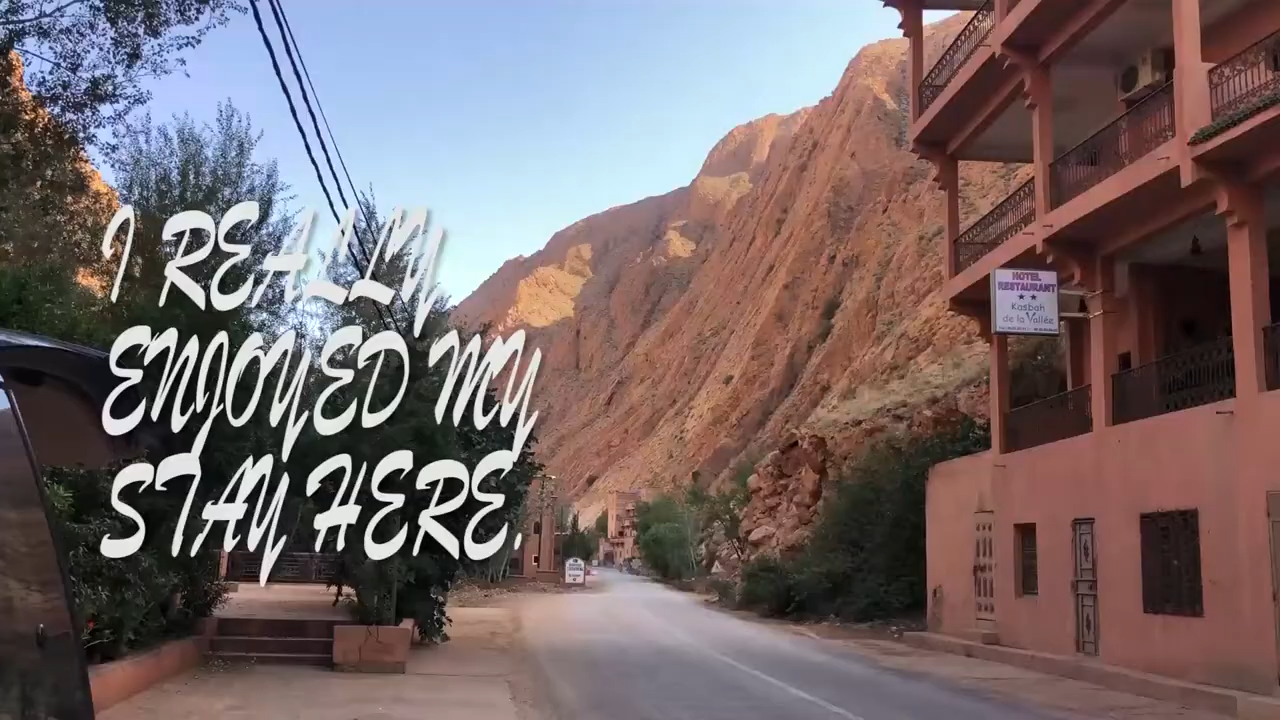 I REALLY
ENJOYED MY
STAY HERE.
HOTEL
RESTAURANT
Kasbah
de la Vallée